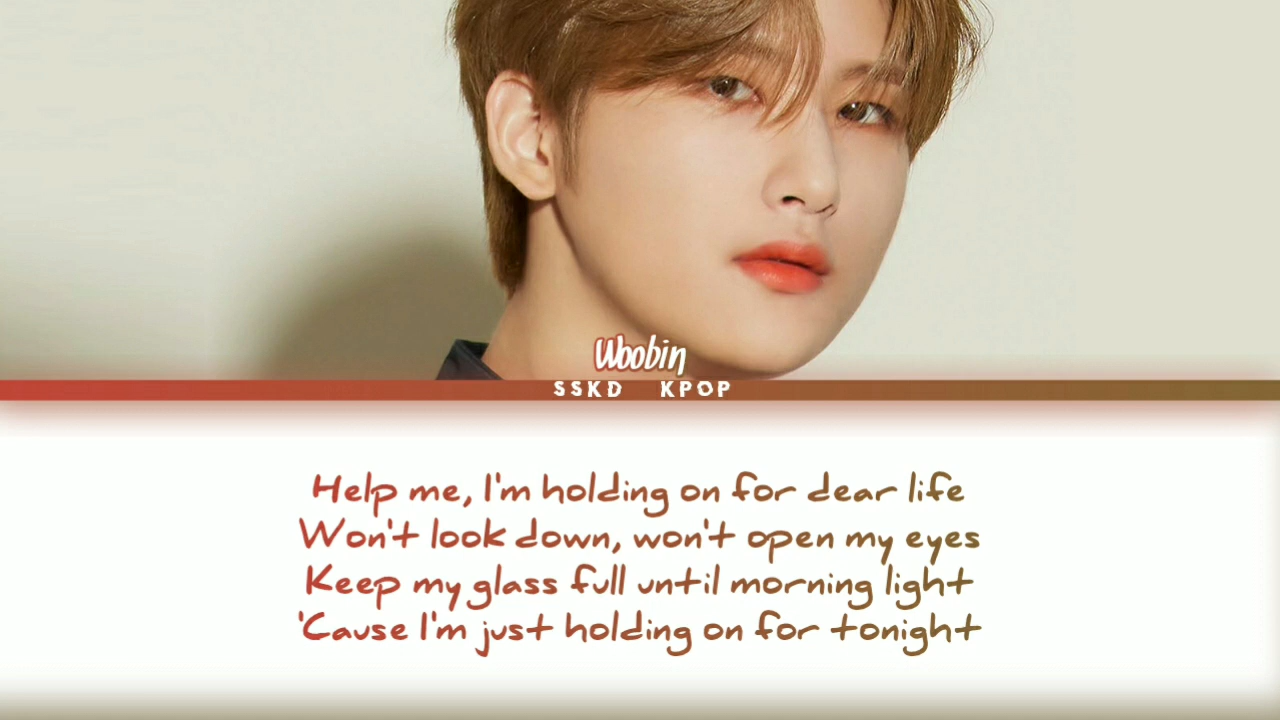 Woobin
SSKD KPOP
Help me, I'm holding on for dear life
Won't look down, won't open my eyes
Keep my glass full until morning light
'Cause I'm just holding on for tonight